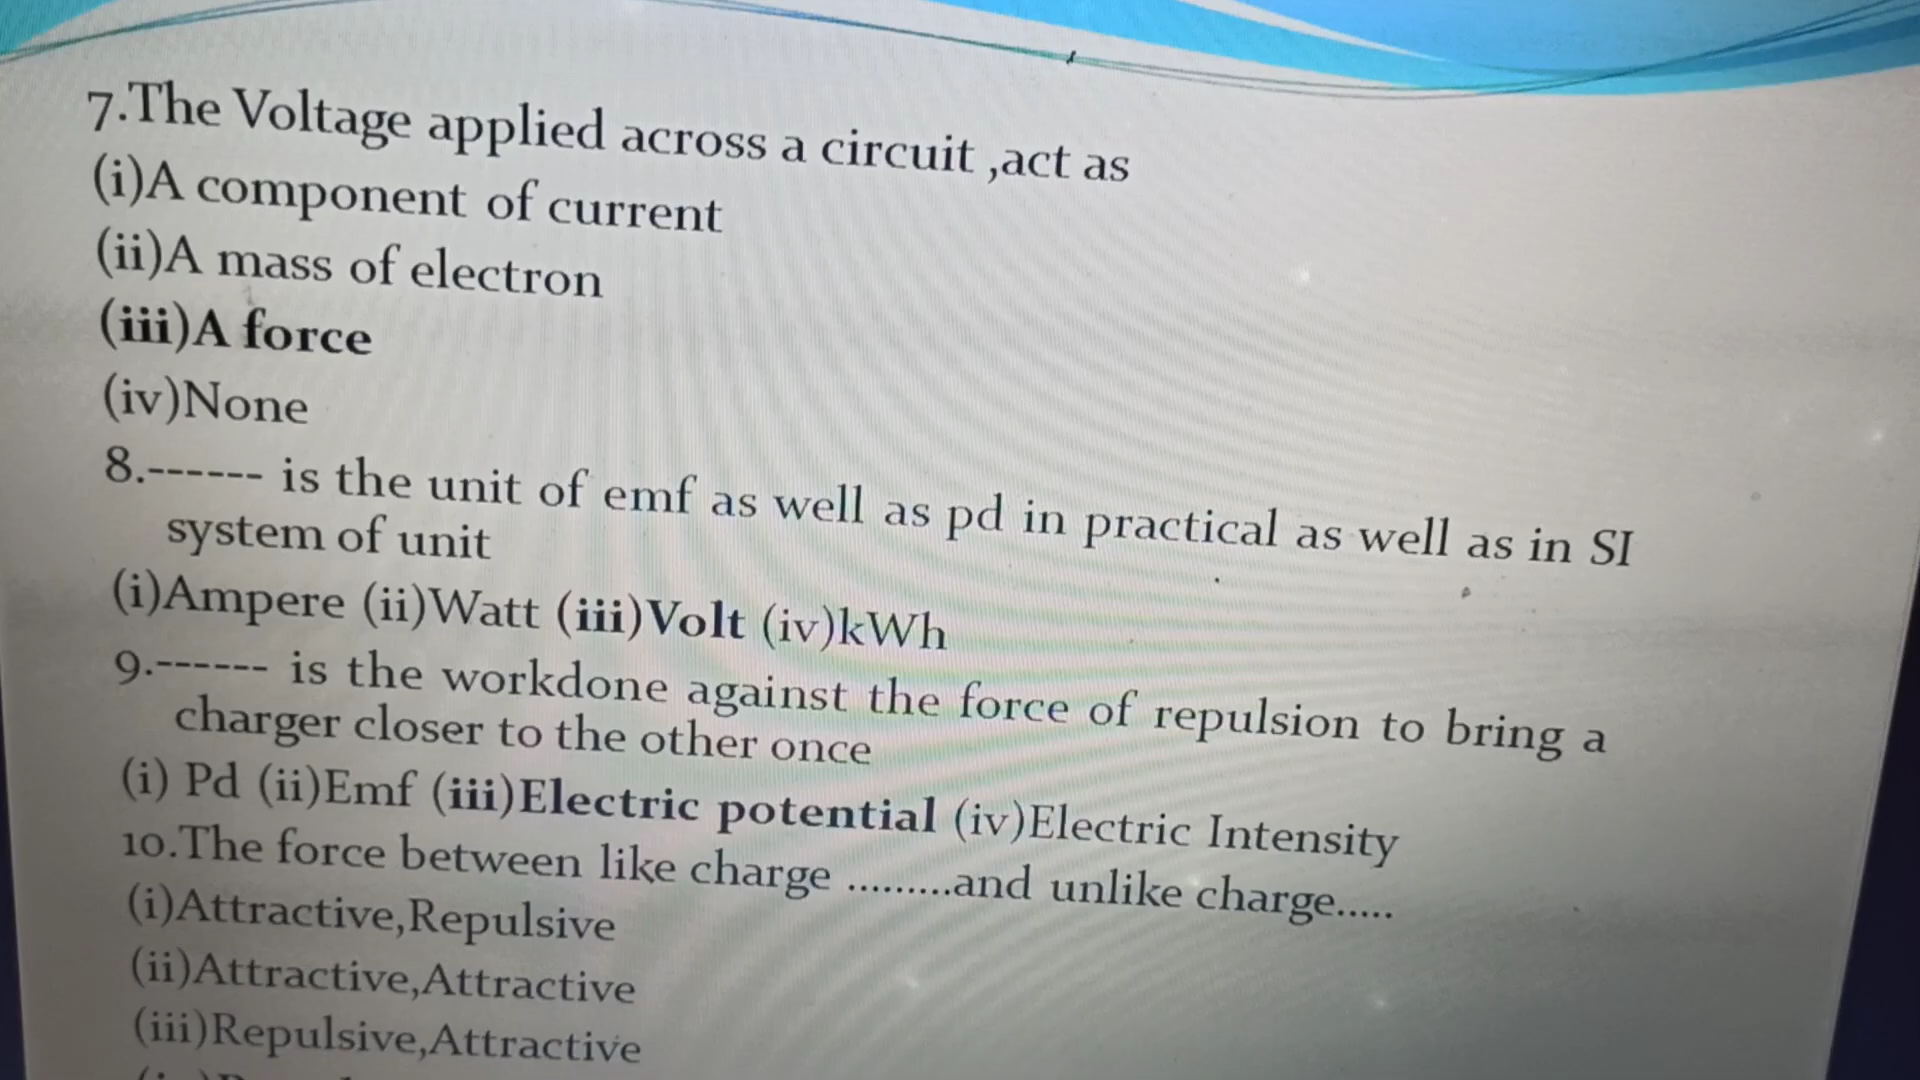 7.The Voltage applied across a circuit ,act as
(i)A component of current
(ii)A mass of electron
(iii)A force
(iv)None
8.------ is the unit of emf as well as pd in practical as well as in SI
system of unit
(i)Ampere (ii)Watt (iii)Volt (iv)kWh
9.------ is the workdone against the force of repulsion to bring a
charger closer to the other once
(i) Pd (ii)Emf (iii)Electric potential (iv)Electric Intensity
10.The force between like charge .........and unlike charge.....
(i)Attractive,Repulsive
(ii)Attractive,Attractive
(iii)Repulsive,Attractive